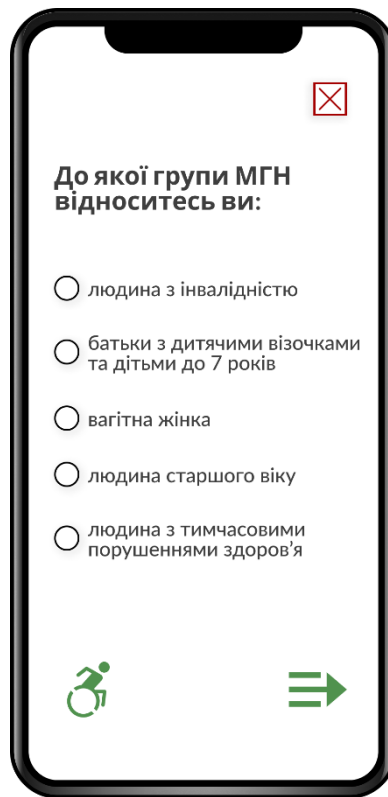 До якої групи МГН
відноситесь ви:
людина з інвалідністю
батьки з дитячими візочками
та дітьми до 7 років
вагітна жінка
людина старшого віку
людина з тимчасовими
порушеннями здоров’я